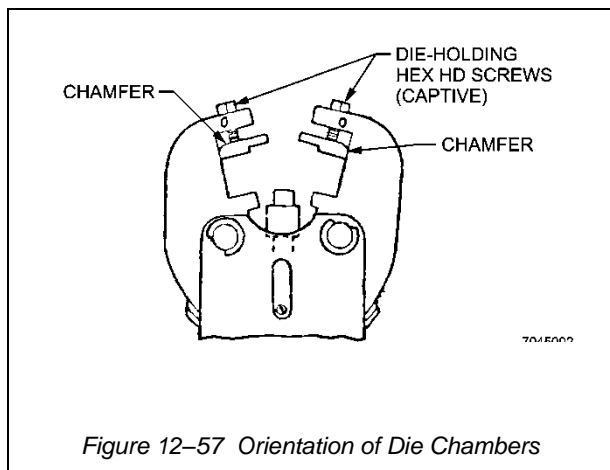 DIE-HOLDING
HEX HD SCREWS
(CAPTIVE)
CHAMFER
CHAMFER
Figure 12–57 Orientation of Die Chambers